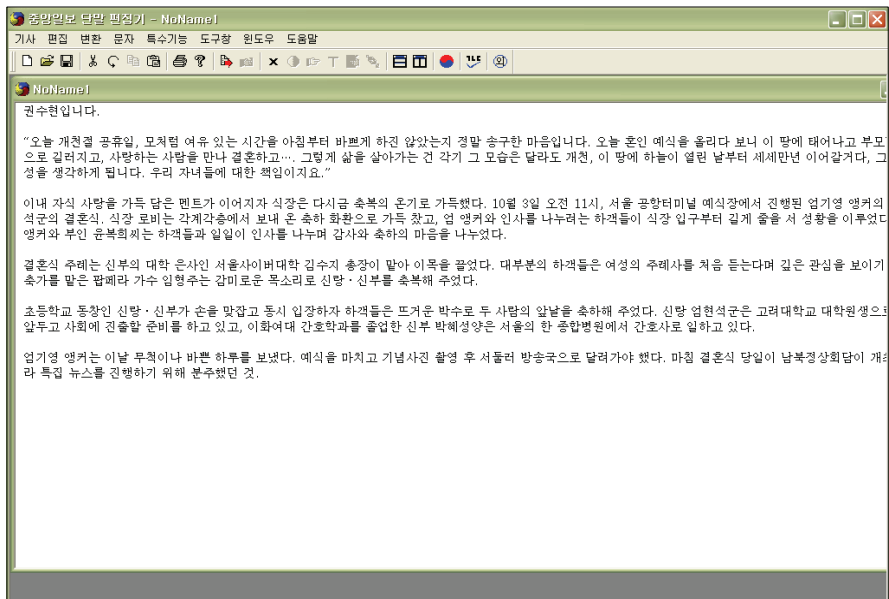 중앙일보 단말 편집기 - NoName1
기사 편집 변환 문자 특수기능 도구창 윈도우 도움말
NoName1
권수현입니다.
“오늘 개천절 공휴일, 모처럼 여유 있는 시간을 아침부터 바쁘게 하진 않았는지 정말 송구한 마음입니다. 오늘 혼인 예식을 올리다 보니 이 땅에 태어나고 부모
으로 길러지고, 사랑하는 사람을 만나 결혼하고…. 그렇게 삶을 살아가는 건 각기 그 모습은 달라도 개천, 이 땅에 하늘이 열린 날부터 세세만년 이어갈거다, 그
성을 생각하게 됩니다. 우리 자녀들에 대한 책임이지요.”
이내 자식 사랑을 가득 담은 멘트가 이어지자 식장은 다시금 축복의 온기로 가득했다. 10월 3일 오전 11시, 서울 공항터미널 예식장에서 진행된 엄기영 앵커의
석군의 결혼식. 식장 로비는 각계각층에서 보내 온 축하 화환으로 가득 찼고, 엄 앵커와 인사를 나누려는 하객들이 식장 입구부터 길게 줄을 서 성황을 이루었다
앵커와 부인 윤복희씨는 하객들과 일일이 인사를 나누며 감사와 축하의 마음을 나누었다.
결혼식 주례는 신부의 대학 은사인 서울사이버대학 김수지 총장이 맡아 이목을 끌었다. 대부분의 하객들은 여성의 주례사를 처음 듣는다며 깊은 관심을 보이기
축가를 맡은 팝페라 가수 임형주는 감미로운 목소리로 신랑·신부를 축복해 주었다.
초등학교 동창인 신랑·신부가 손을 맞잡고 동시 입장하자 하객들은 뜨거운 박수로 두 사람의 앞날을 축하해 주었다. 신랑 엄현석군은 고려대학교 대학원생으로
앞두고 사회에 진출할 준비를 하고 있고, 이화여대 간호학과를 졸업한 신부 박혜성양은 서울의 한 종합병원에서 간호사로 일하고 있다.
엄기영 앵커는 이날 무척이나 바쁜 하루를 보냈다. 예식을 마치고 기념사진 촬영 후 서둘러 방송국으로 달려가야 했다. 마침 결혼식 당일이 남북정상회담이
라 특집 뉴스를 진행하기 위해 분주했던 것.